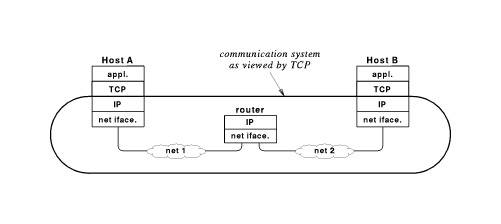 communication system
as viewed by TCP
Host A
appl.
TCP
IP
net iface.
router
IP
net iface.
Host B
appl.
TCP
IP
net iface.
net 1
net 2